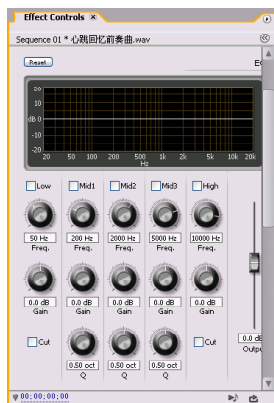 Effect Controls ×
Sequence 01 * 心跳回忆前奏曲.wav
Reset
20
10
dB 0
-10
-20
20 50 100 200 500 1k 2k 5k 10k 20k
Hz
Low Mid1 Mid2 Mid3 High
50 Hz 200 Hz 2000 Hz 5000 Hz 10000 Hz
Freq. Freq. Freq. Freq. Freq.
0.0 dB 0.0 dB 0.0 dB 0.0 dB 0.0 dB
Gain Gain Gain Gain Gain
Cut Cut
0.0 dB
0.50 oct 0.50 oct 0.50 oct
Outpu
Q Q Q
00;00;00;00